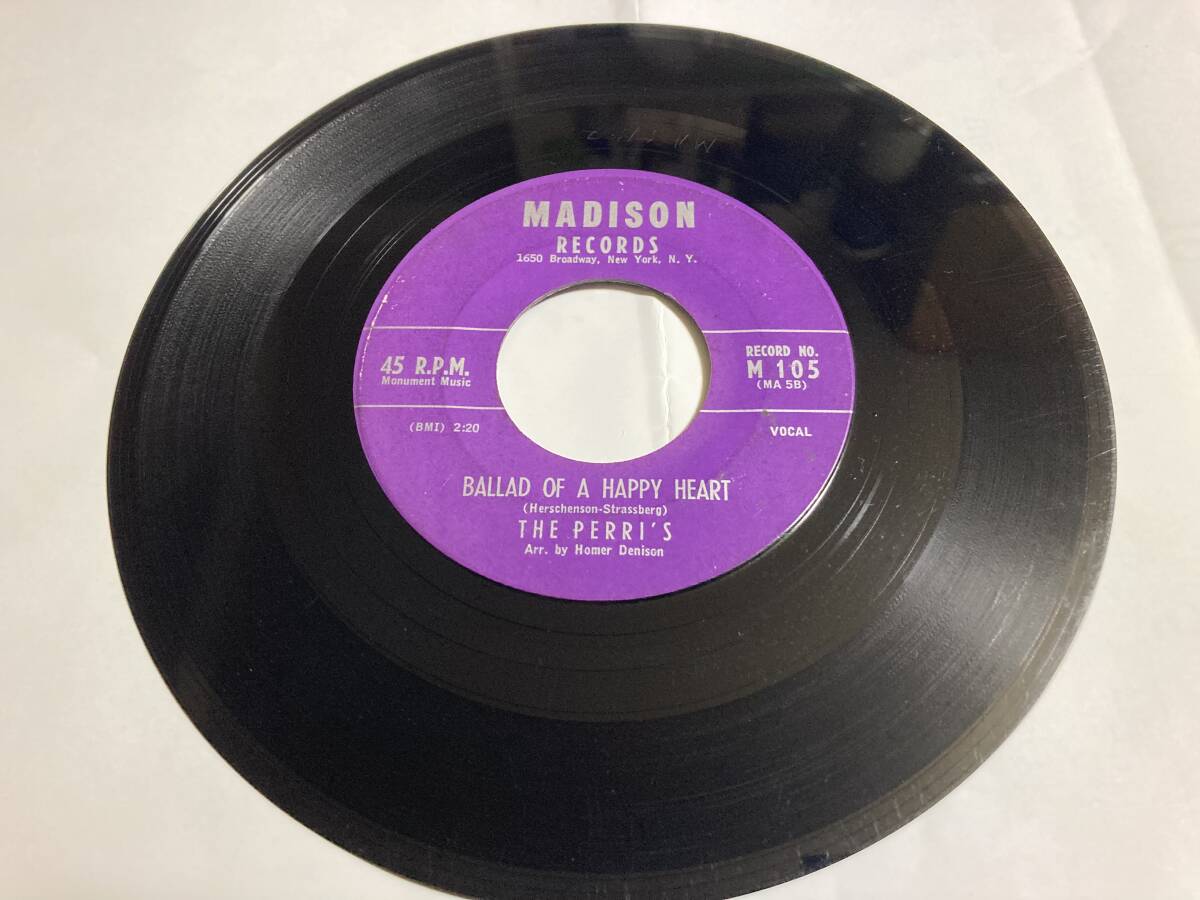 MADISON
RECORDS
1650 Broadway, New York, N. Y.
45 R.P.M.
Monument Music
RECORD NO.
M 105
(MA 5B)
(BMI) 2:20
VOCAL
BALLAD OF A HAPPY HEART
(Herschenson-Strassberg)
THE PERRI'S
Arr. by Homer Denison